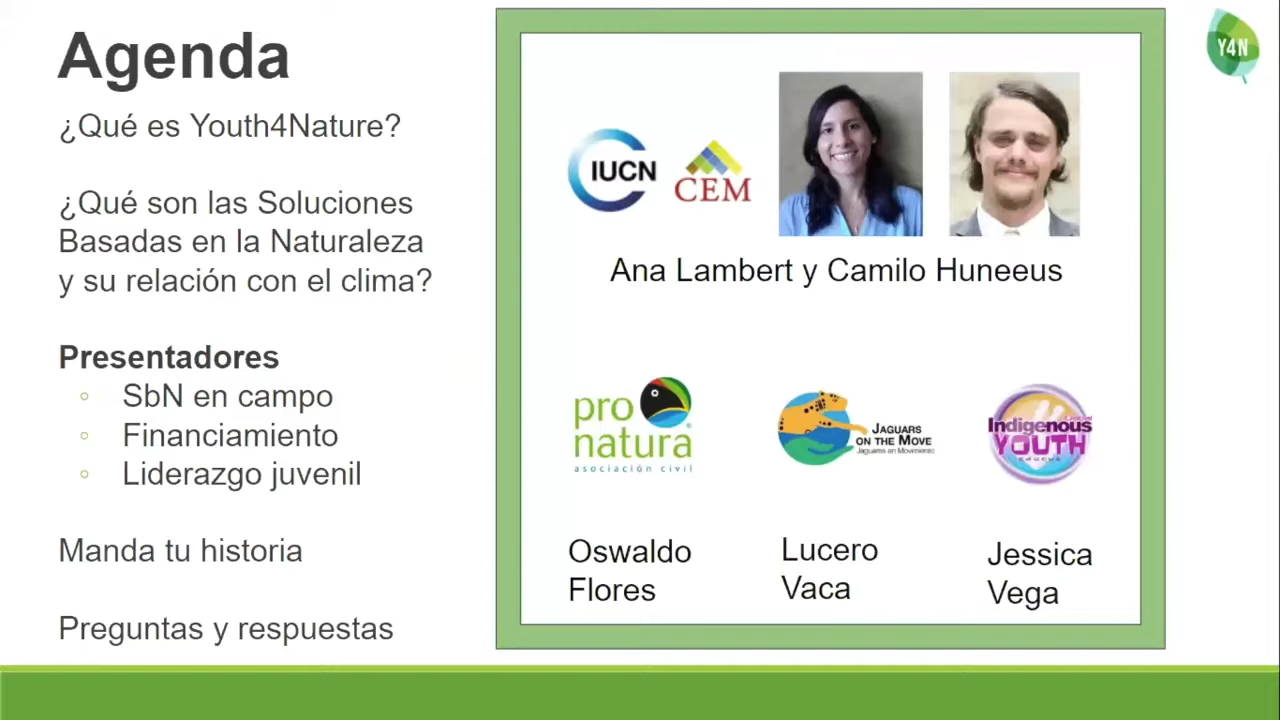 Agenda
¿Qué es Youth4Nature?
¿Qué son las Soluciones
Basadas en la Naturaleza
y su relación con el clima?
Presentadores
SbN en campo
Financiamiento
Liderazgo juvenil
Manda tu historia
Preguntas y respuestas
IUCN
CEM
Ana Lambert y Camilo Huneeus
pro
natura
asociación civil
JAGUARS
ON THE MOVE
Jaguares en Movimiento
Indigenous
YOUTH
Oswaldo
Flores
Lucero
Vaca
Jessica
Vega
Y4N